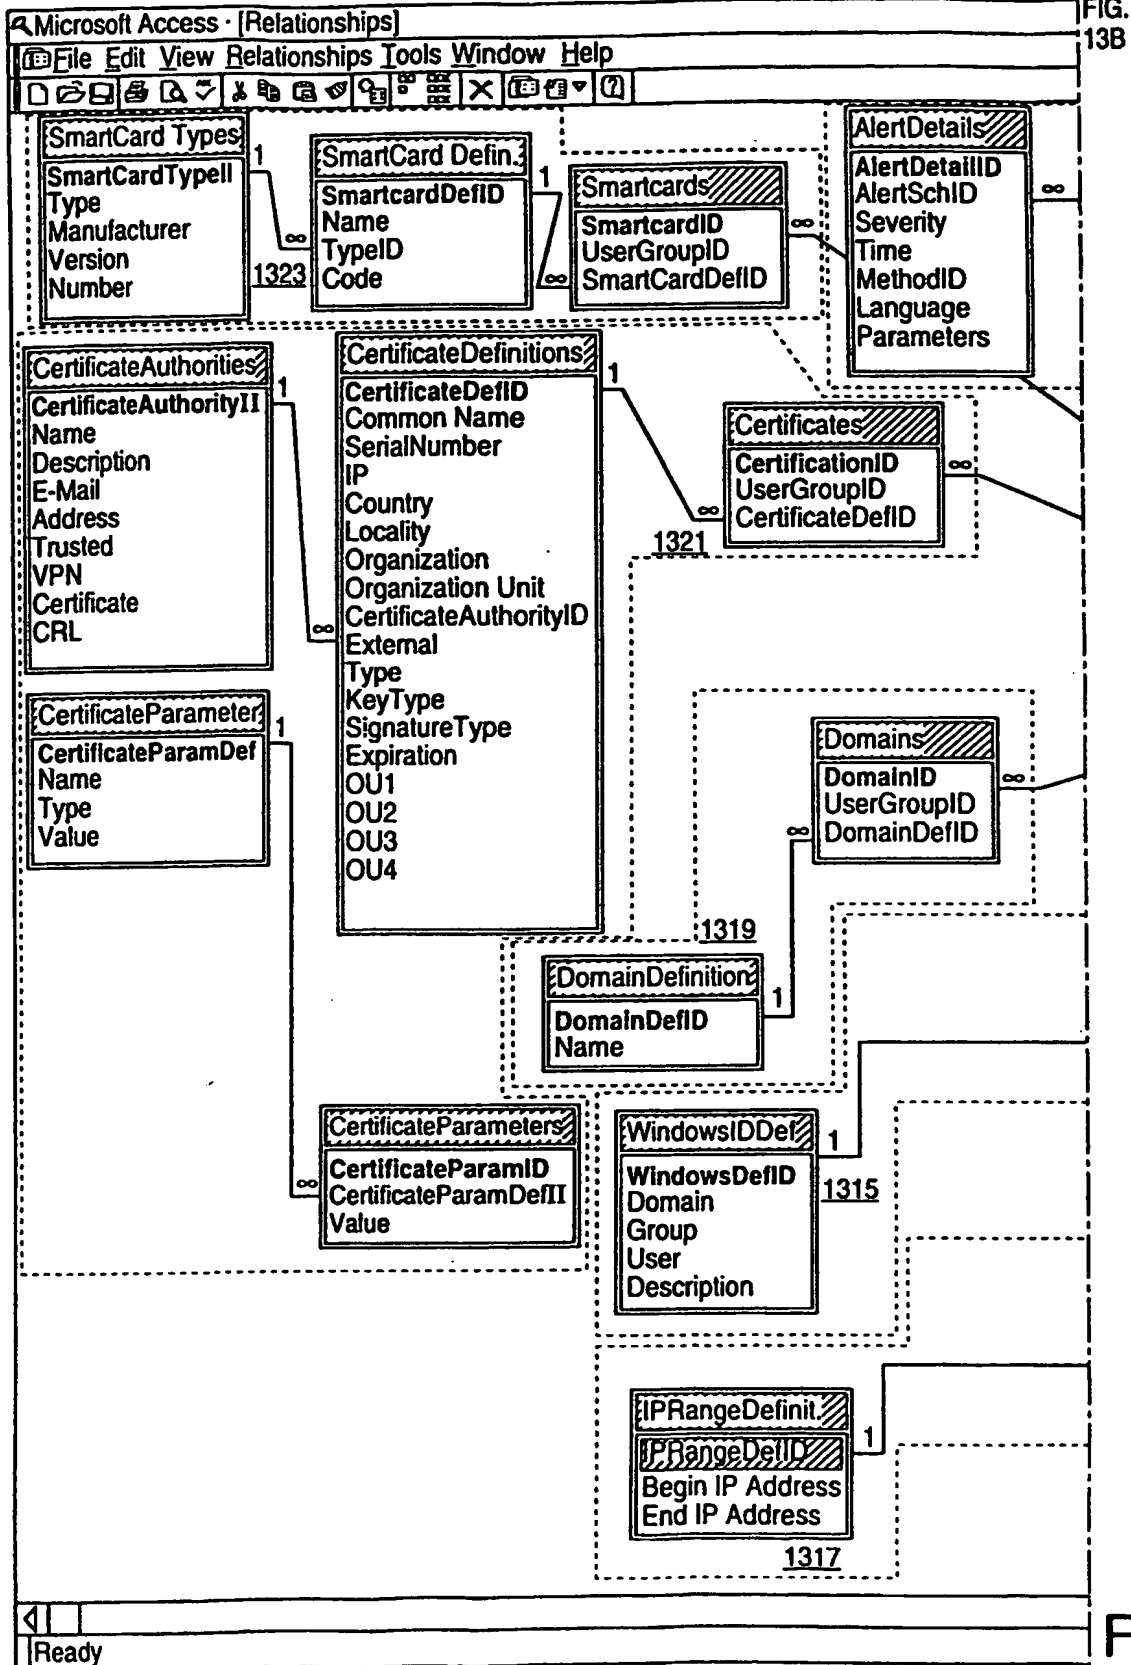 FIG.
13B
Microsoft Access · [Relationships]
File Edit View Relationships Tools Window Help
SmartCard Types
SmartCardTypeII
Type
Manufacturer
Version
Number
1
∞
1323
SmartCard Defin.
SmartcardDefID
Name
TypeID
Code
1
∞
Smartcards
SmartcardID
UserGroupID
SmartCardDefID
∞
AlertDetails
AlertDetailID
AlertSchID
Severity
Time
MethodID
Language
Parameters
∞
CertificateAuthorities
CertificateAuthorityII
Name
Description
E-Mail
Address
Trusted
VPN
Certificate
CRL
1
∞
CertificateDefinitions
CertificateDefID
Common Name
SerialNumber
IP
Country
Locality
Organization
Organization Unit
CertificateAuthorityID
External
Type
KeyType
SignatureType
Expiration
OU1
OU2
OU3
OU4
1
∞
Certificates
CertificationID
UserGroupID
CertificateDefID
∞
1321
CertificateParameter
CertificateParamDef
Name
Type
Value
1
∞
Domains
DomainID
UserGroupID
DomainDefID
∞
∞
1319
DomainDefinition
DomainDefID
Name
1
CertificateParameters
CertificateParamID
CertificateParamDefII
Value
WindowsIDDef
WindowsDefID
Domain
Group
User
Description
1
1315
IPRangeDefinit.
IPRangeDefID
Begin IP Address
End IP Address
1
1317
Ready
F